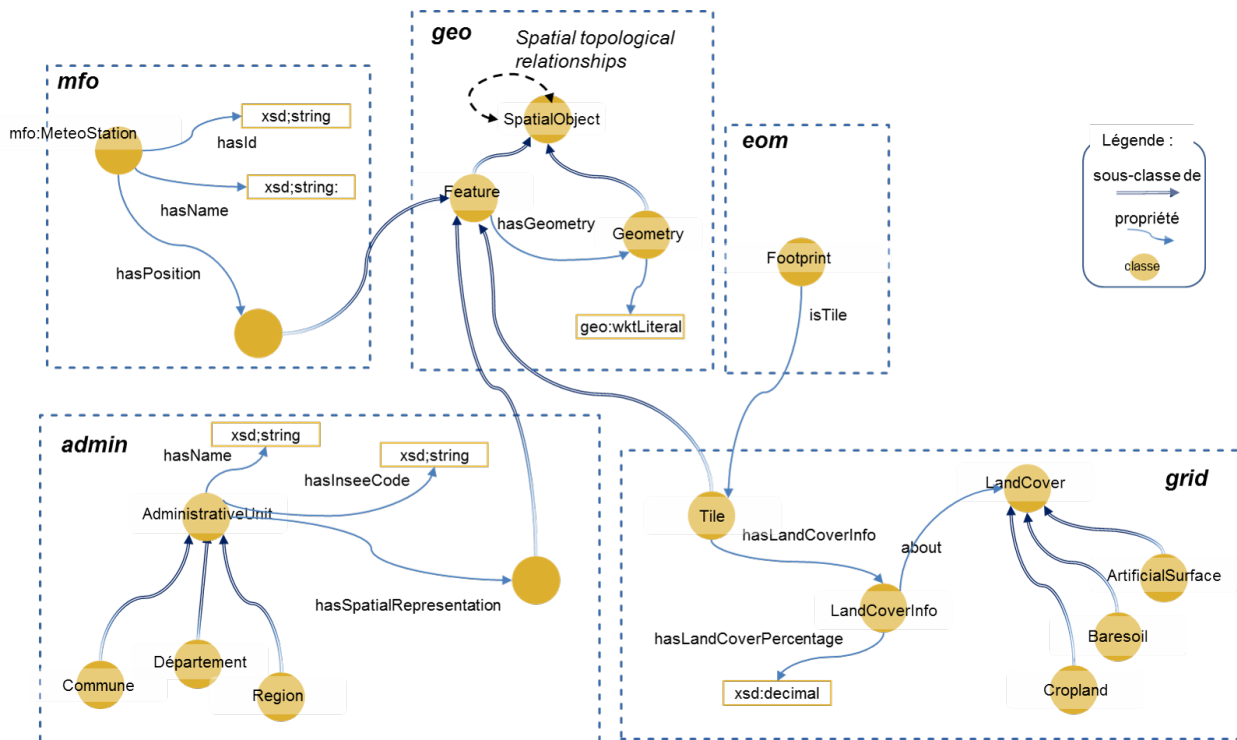 mfo
mfo:MeteoStation
xsd;string
hasId
xsd;string:
hasName
hasPosition
geo
Spatial topological
relationships
SpatialObject
Feature
hasGeometry
Geometry
geo:wktLiteral
eom
Footprint
isTile
Légende :
sous-classe de
propriété
classe
admin
xsd;string
hasName
xsd;string
hasInseeCode
AdministrativeUnit
hasSpatialRepresentation
Commune
Département
Region
grid
LandCover
Tile
hasLandCoverInfo
about
ArtificialSurface
LandCoverInfo
Baresoil
hasLandCoverPercentage
Cropland
xsd:decimal